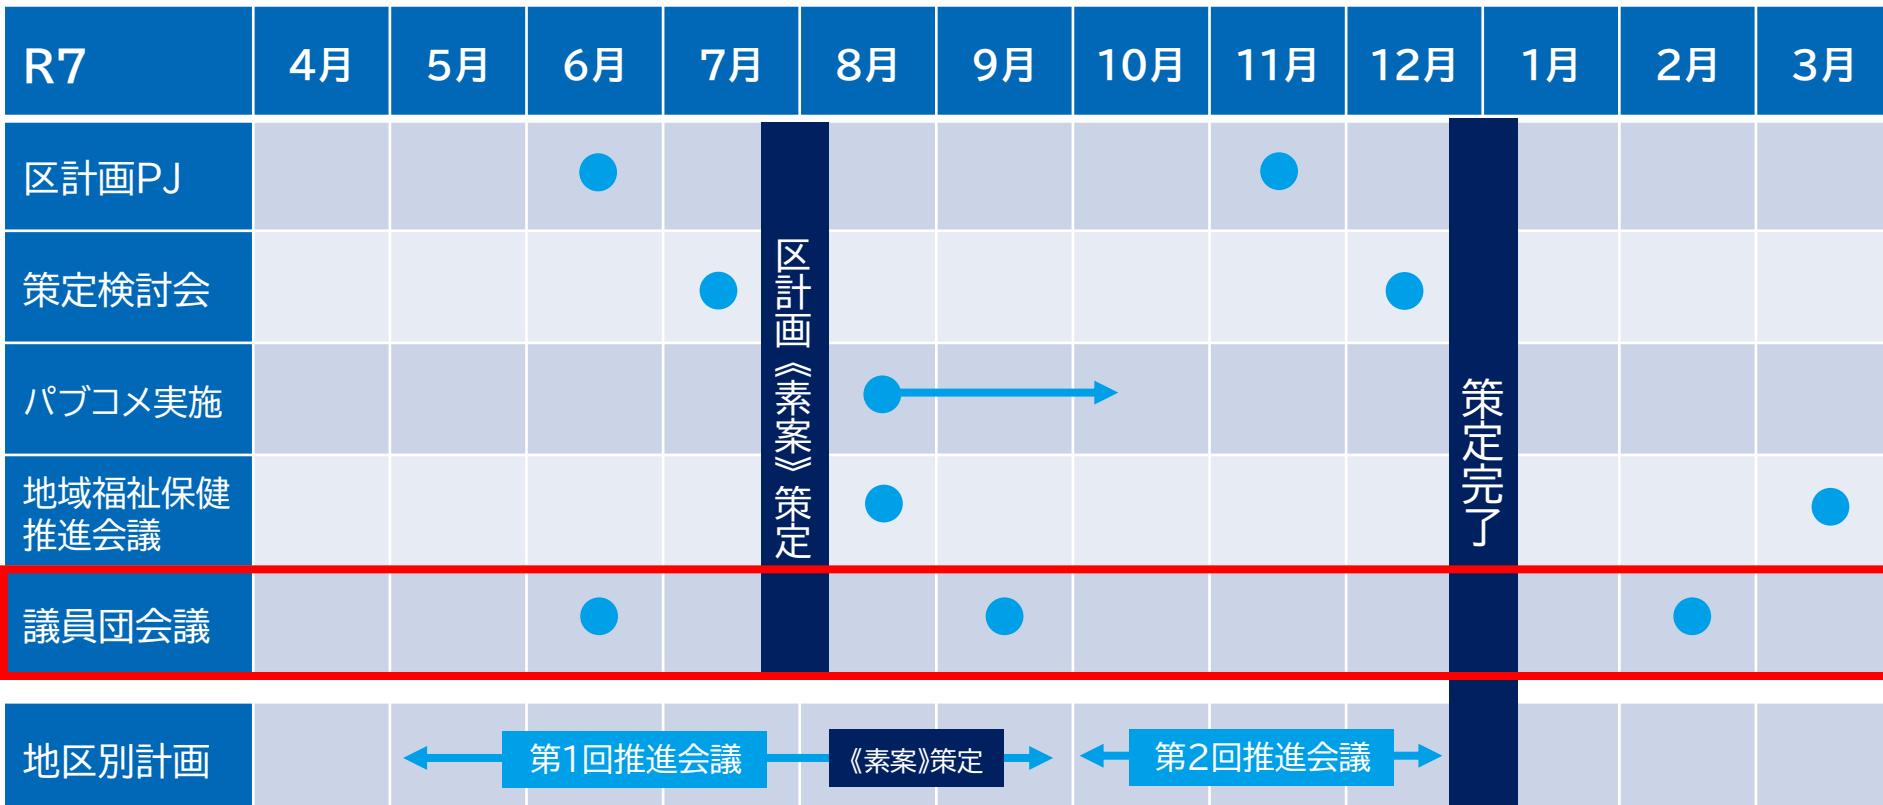 R7 4月 5月 6月 7月 8月 9月 10月 11月 12月 1月 2月 3月
区計画PJ
策定検討会
パブコメ実施
地域福祉保健
推進会議
議員団会議
区計画《素案》策定
策定完了
地区別計画
第1回推進会議
《素案》策定
第2回推進会議